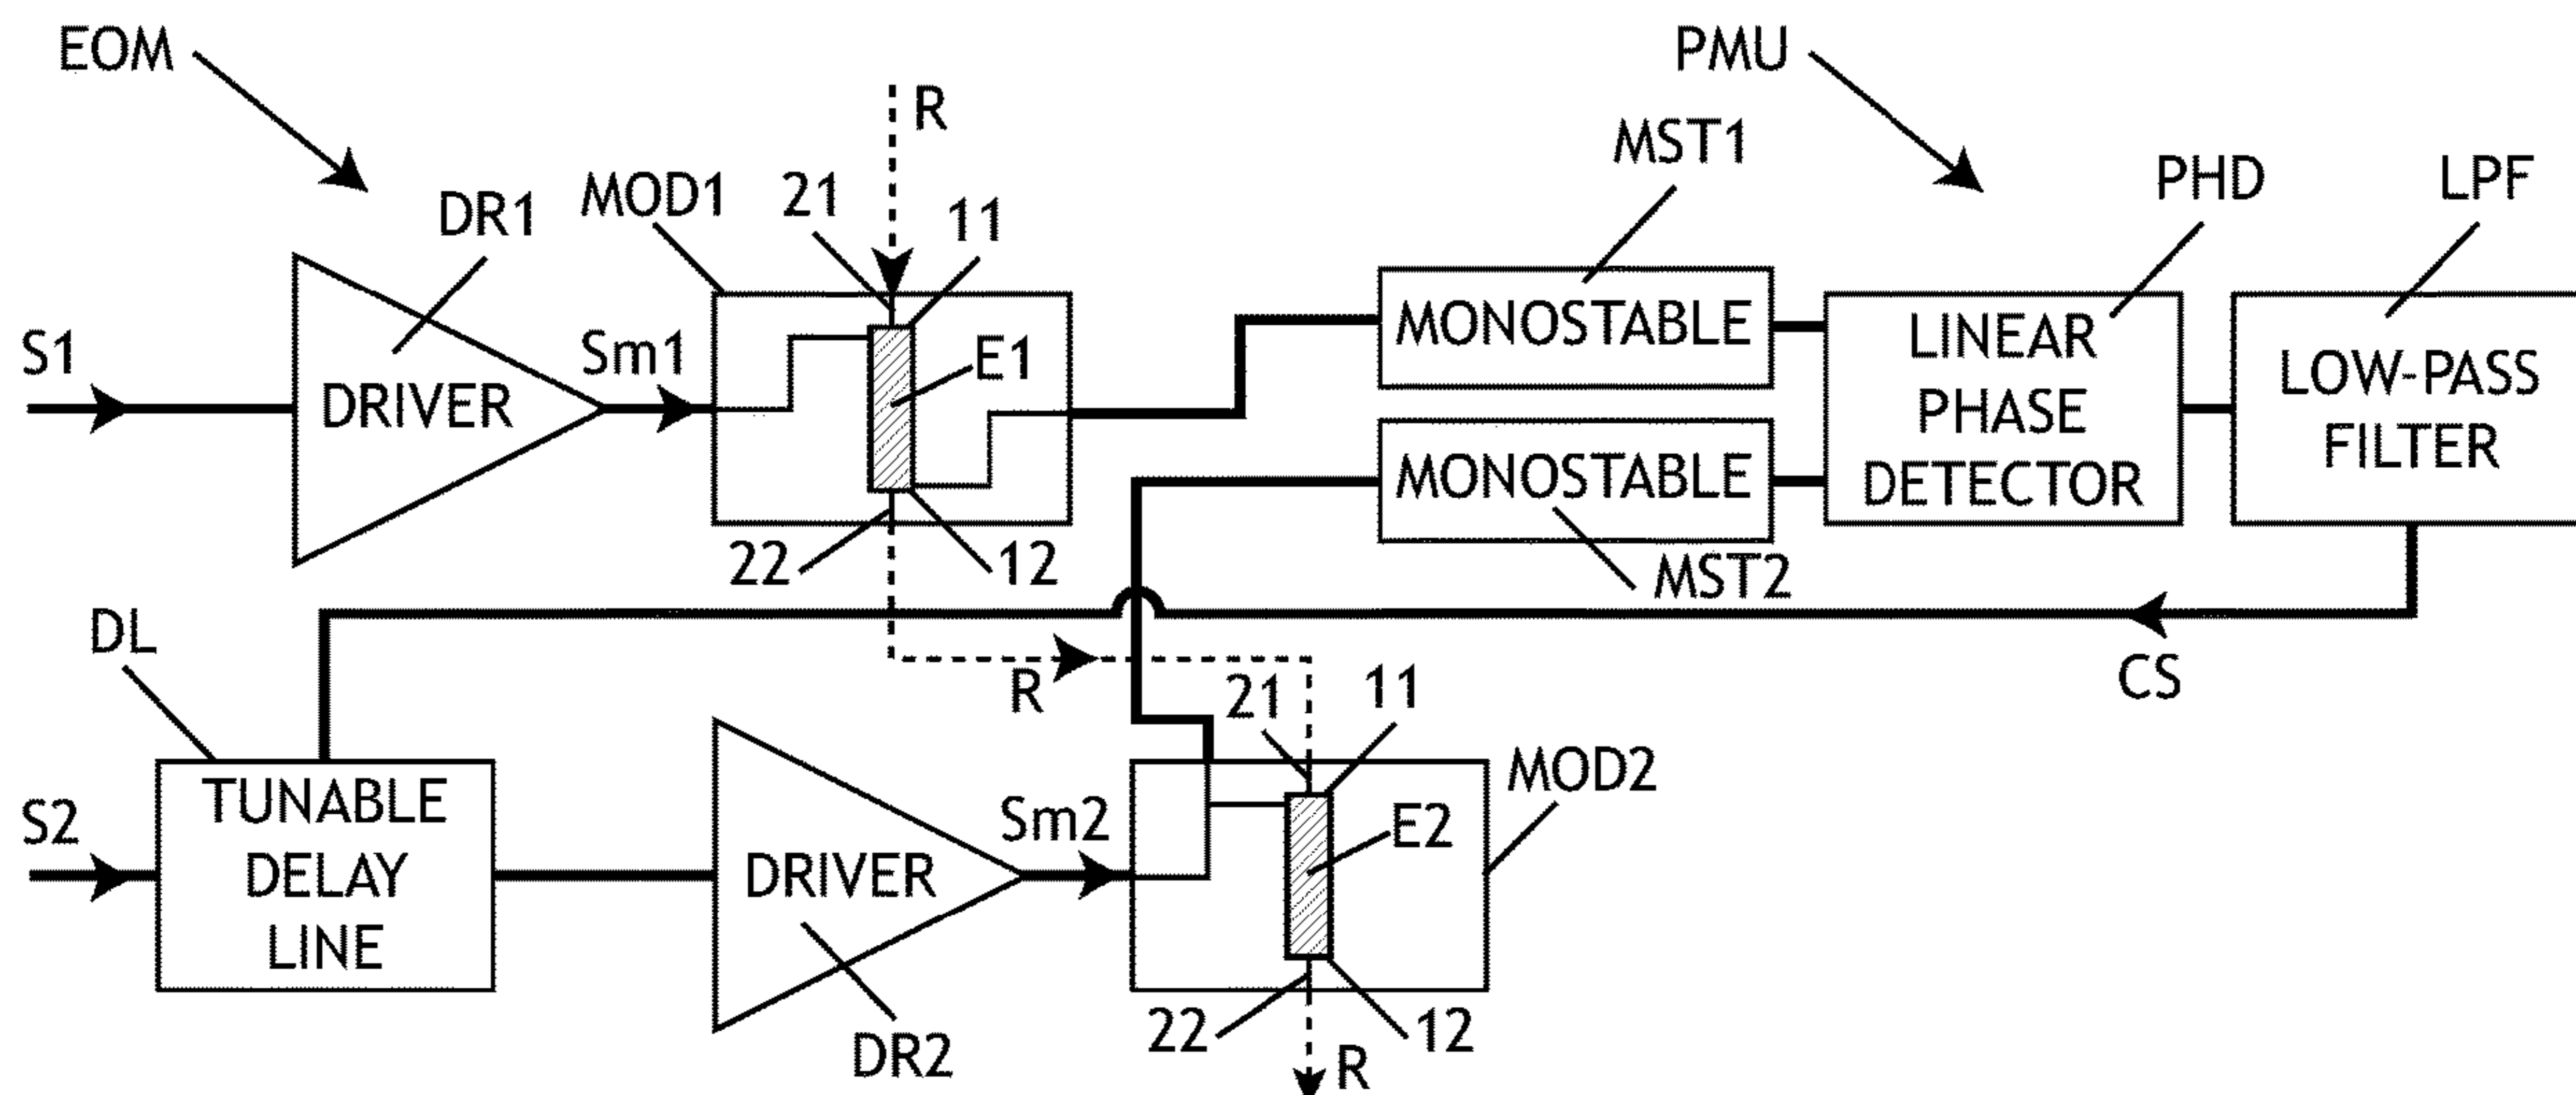 EOM
PMU
R
MST1
MOD1
21
11
DR1
PHD
LPF
S1
DRIVER
Sm1
E1
MONOSTABLE
MONOSTABLE
LINEAR
PHASE
DETECTOR
LOW-PASS
FILTER
22
12
MST2
DL
R
CS
21
11
MOD2
S2
TUNABLE
DELAY
LINE
DRIVER
Sm2
E2
DR2
22
12
R